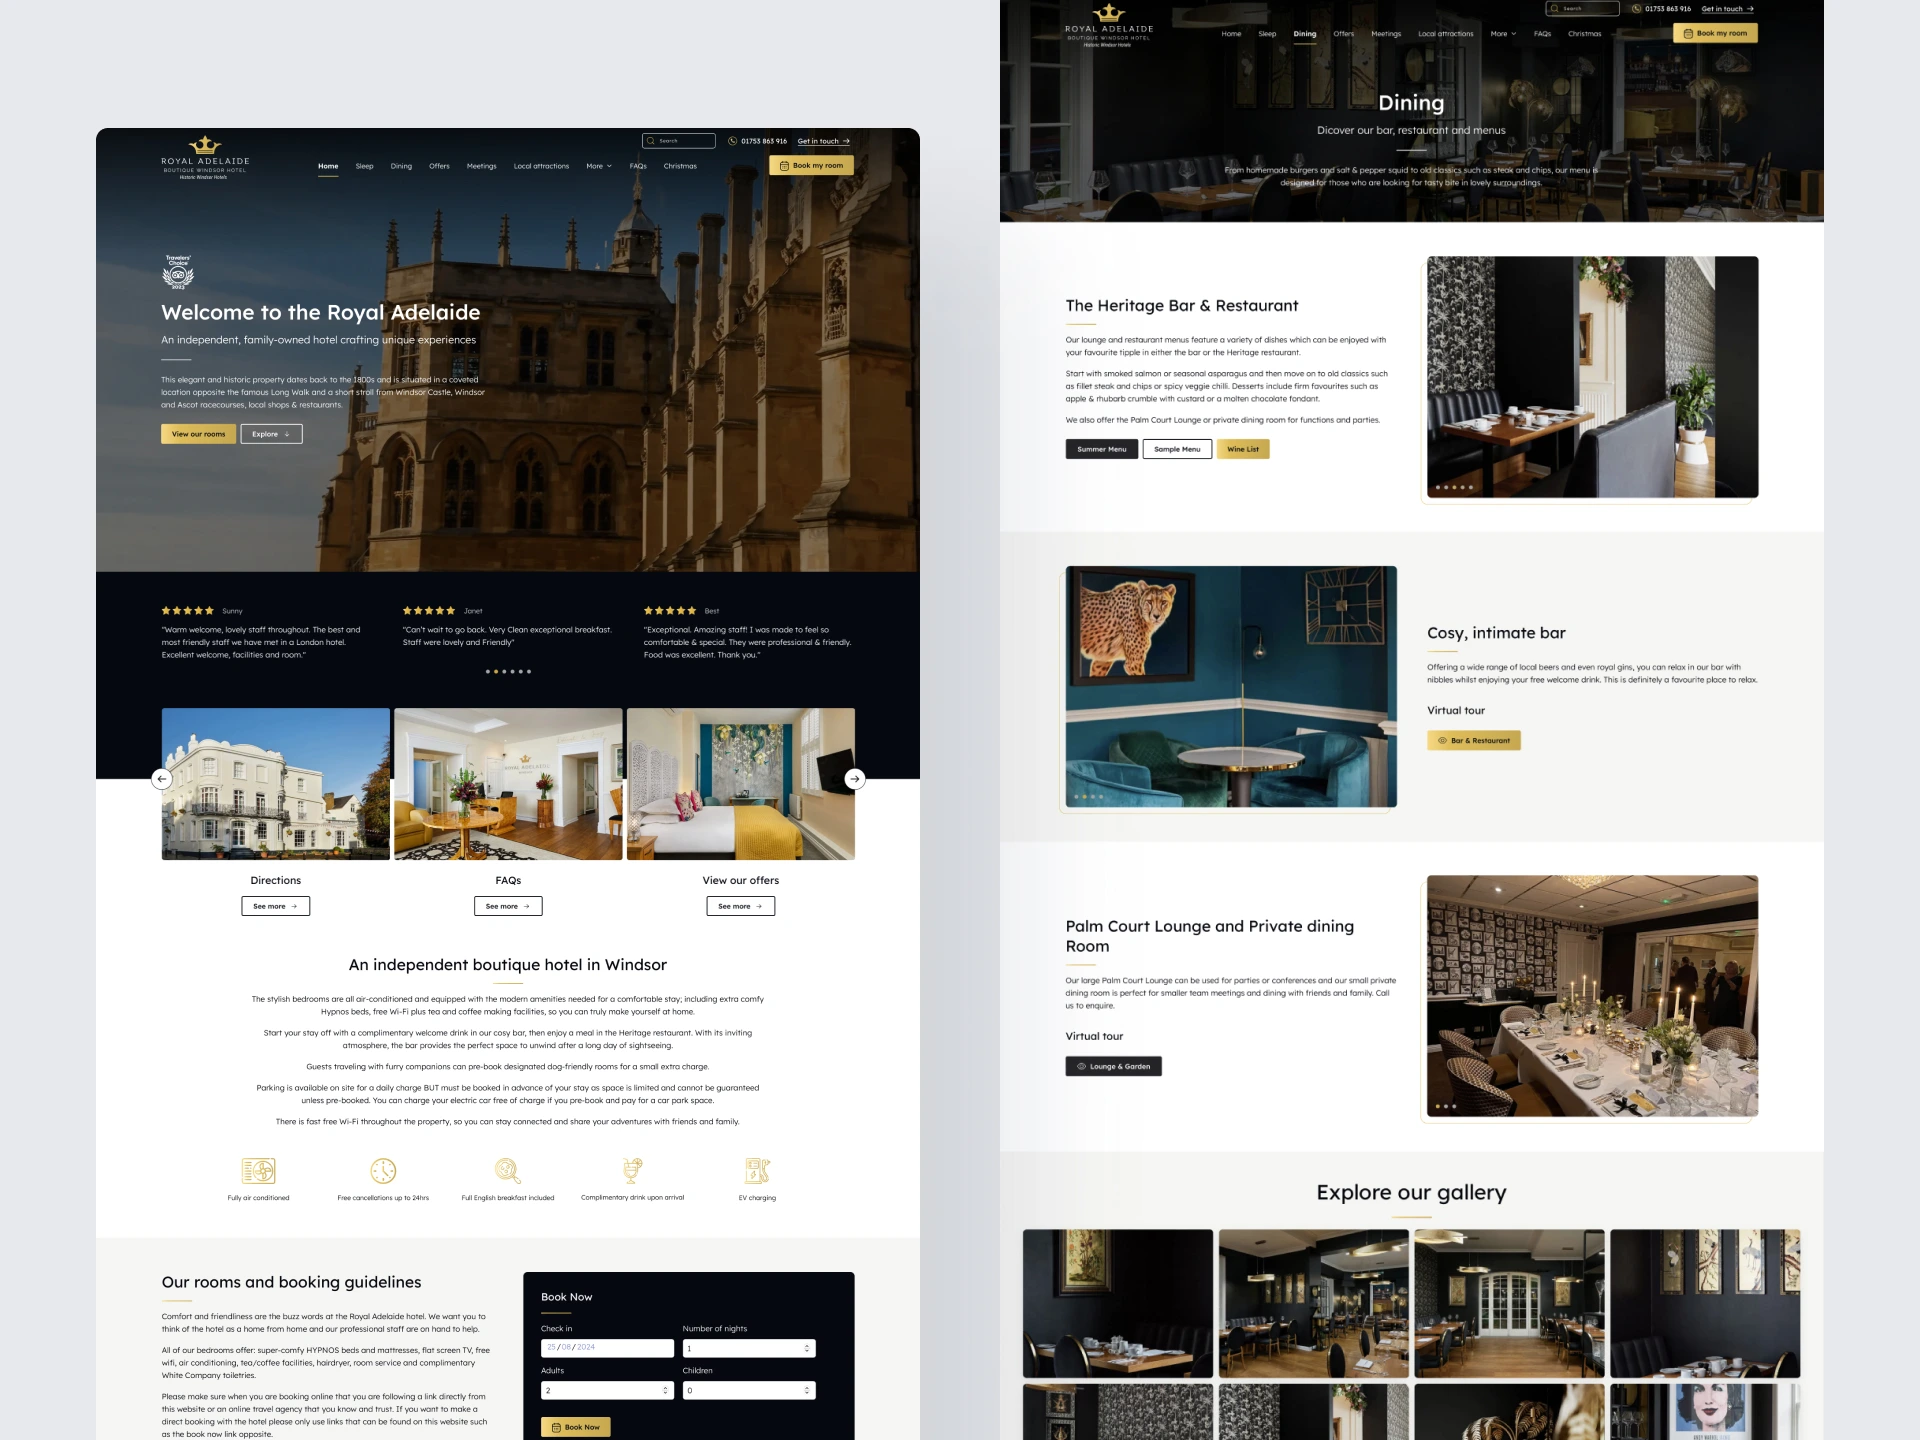 ROYAL ADELAIDE
BOUTIQUE WINDSOR HOTEL
Historic Windsor Hotels
Search
01753 863 916
Get in touch →
Home
Sleep
Dining
Offers
Meetings
Local attractions
More
FAQs
Christmas
Book my room
Travelers'
Choice
2023
Welcome to the Royal Adelaide
An independent, family-owned hotel crafting unique experiences
This elegant and historic property dates back to the 1800s and is situated in a coveted
location opposite the famous Long Walk and a short stroll from Windsor Castle, Windsor
and Ascot racecourses, local shops & restaurants.
View our rooms
Explore ↓
Sunny
"Warm welcome, lovely staff throughout. The best and
most friendly staff we have met in a London hotel.
Excellent welcome, facilities and room."
Janet
"Can't wait to go back. Very Clean exceptional breakfast.
Staff were lovely and Friendly"
Best
"Exceptional. Amazing staff! I was made to feel so
comfortable & special. They were professional & friendly.
Food was excellent. Thank you."
ROYAL ADELAIDE
Directions
See more →
FAQs
See more →
View our offers
See more →
An independent boutique hotel in Windsor
The stylish bedrooms are all air-conditioned and equipped with the modern amenities needed for a comfortable stay; including extra comfy
Hypnos beds, free Wi-Fi plus tea and coffee making facilities, so you can truly make yourself at home.
Start your stay off with a complimentary welcome drink in our cosy bar, then enjoy a meal in the Heritage restaurant. With its inviting
atmosphere, the bar provides the perfect space to unwind after a long day of sightseeing.
Guests traveling with furry companions can pre-book designated dog-friendly rooms for a small extra charge.
Parking is available on site for a daily charge BUT must be booked in advance of your stay as space is limited and cannot be guaranteed
unless pre-booked. You can charge your electric car free of charge if you pre-book and pay for a car park space.
There is fast free Wi-Fi throughout the property, so you can stay connected and share your adventures with friends and family.
Fully air conditioned
Free cancellations up to 24hrs
Full English breakfast included
Complimentary drink upon arrival
EV charging
Our rooms and booking guidelines
Comfort and friendliness are the buzz words at the Royal Adelaide hotel. We want you to
think of the hotel as a home from home and our professional staff are on hand to help.
All of our bedrooms offer: super-comfy HYPNOS beds and mattresses, flat screen TV, free
wifi, air conditioning, tea/coffee facilities, hairdryer, room service and complimentary
White Company toiletries.
Please make sure when you are booking online that you are following a link directly from
this website or an online travel agency that you know and trust. If you want to make a
direct booking with the hotel please only use links that can be found on this website such
as the book now link opposite.
Book Now
Check in
Number of nights
25/08/2024
1
Adults
Children
2
0
Book Now
ROYAL ADELAIDE
BOUTIQUE WINDSOR HOTEL
Historic Windsor Hotels
Search
01753 863 916
Get in touch →
Home
Sleep
Dining
Offers
Meetings
Local attractions
More
FAQs
Christmas
Book my room
Dining
Dicover our bar, restaurant and menus
From homemade burgers and salt & pepper squid to old classics such as steak and chips, our menu is
designed for those who are looking for tasty bite in lovely surroundings.
The Heritage Bar & Restaurant
Our lounge and restaurant menus feature a variety of dishes which can be enjoyed with
your favourite tipple in either the bar or the Heritage restaurant.
Start with smoked salmon or seasonal asparagus and then move on to old classics such
as fillet steak and chips or spicy veggie chilli. Desserts include firm favourites such as
apple & rhubarb crumble with custard or a molten chocolate fondant.
We also offer the Palm Court Lounge or private dining room for functions and parties.
Summer Menu
Sample Menu
Wine List
Cosy, intimate bar
Offering a wide range of local beers and even royal gins, you can relax in our bar with
nibbles whilst enjoying your free welcome drink. This is definitely a favourite place to relax.
Virtual tour
Bar & Restaurant
Palm Court Lounge and Private dining
Room
Our large Palm Court Lounge can be used for parties or conferences and our small private
dining room is perfect for smaller team meetings and dining with friends and family. Call
us to enquire.
Virtual tour
Lounge & Garden
Explore our gallery